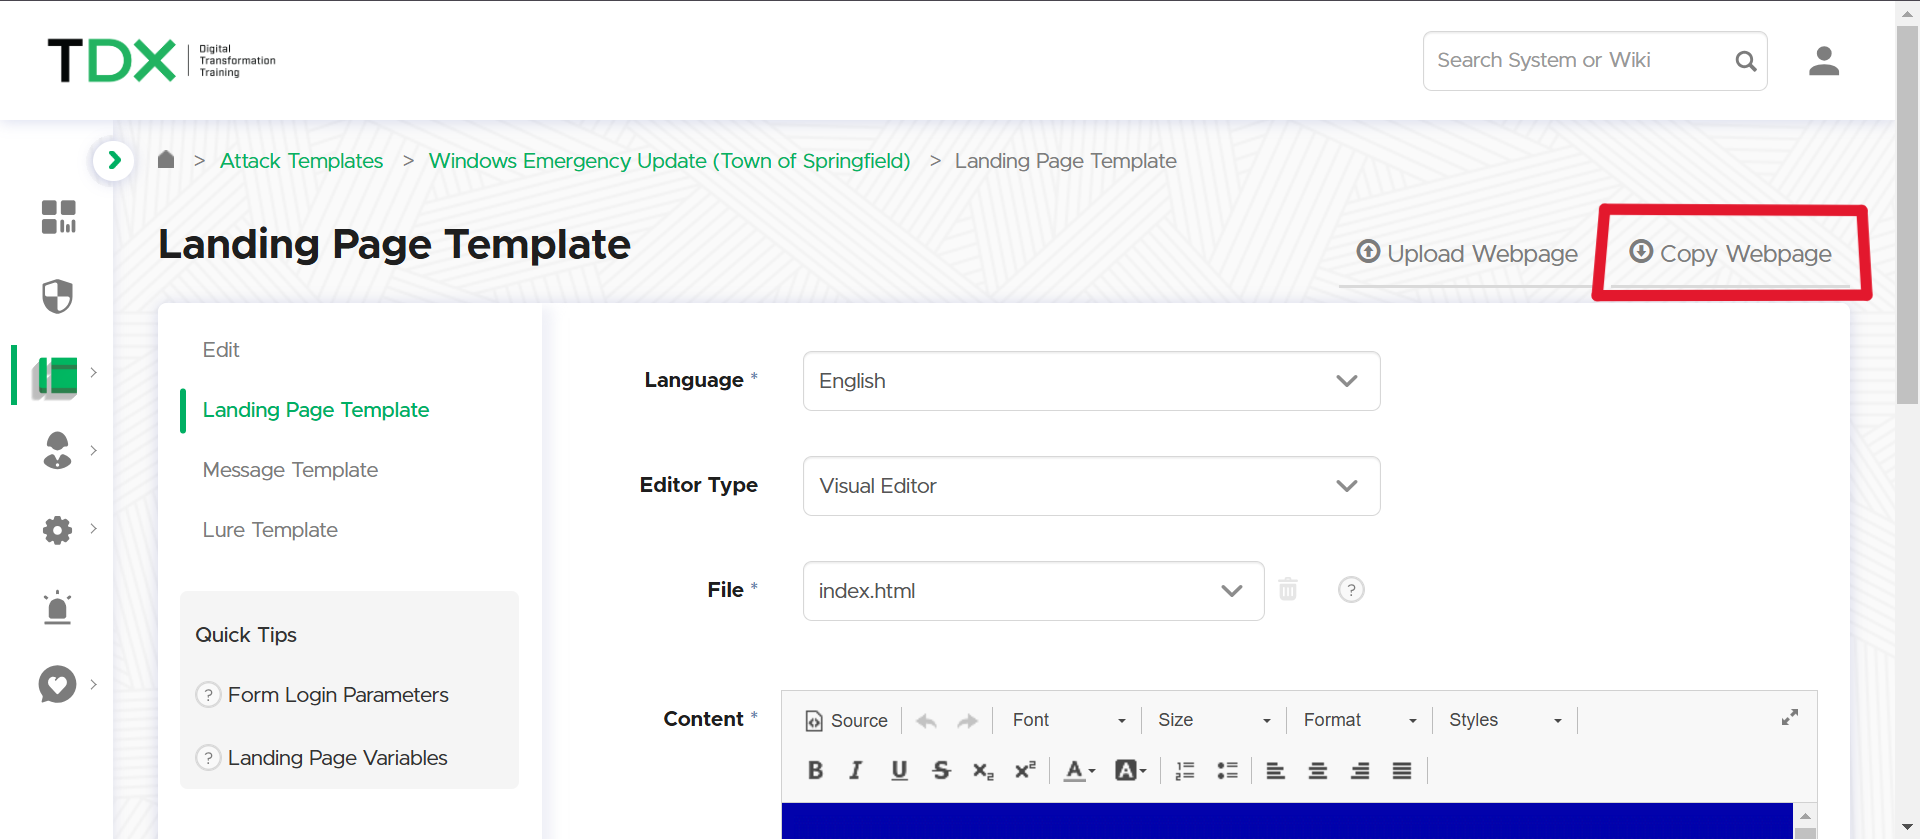 TDX
Digital
Transformation
Training
Search System or Wiki
> Attack Templates > Windows Emergency Update (Town of Springfield) > Landing Page Template
Landing Page Template
Upload Webpage
Copy Webpage
Edit
Landing Page Template
Message Template
Lure Template
Quick Tips
? Form Login Parameters
? Landing Page Variables
Language *
English
Editor Type
Visual Editor
File *
index.html
?
Content *
Source
Font
Size
Format
Styles
B I U S x₂ x² A A